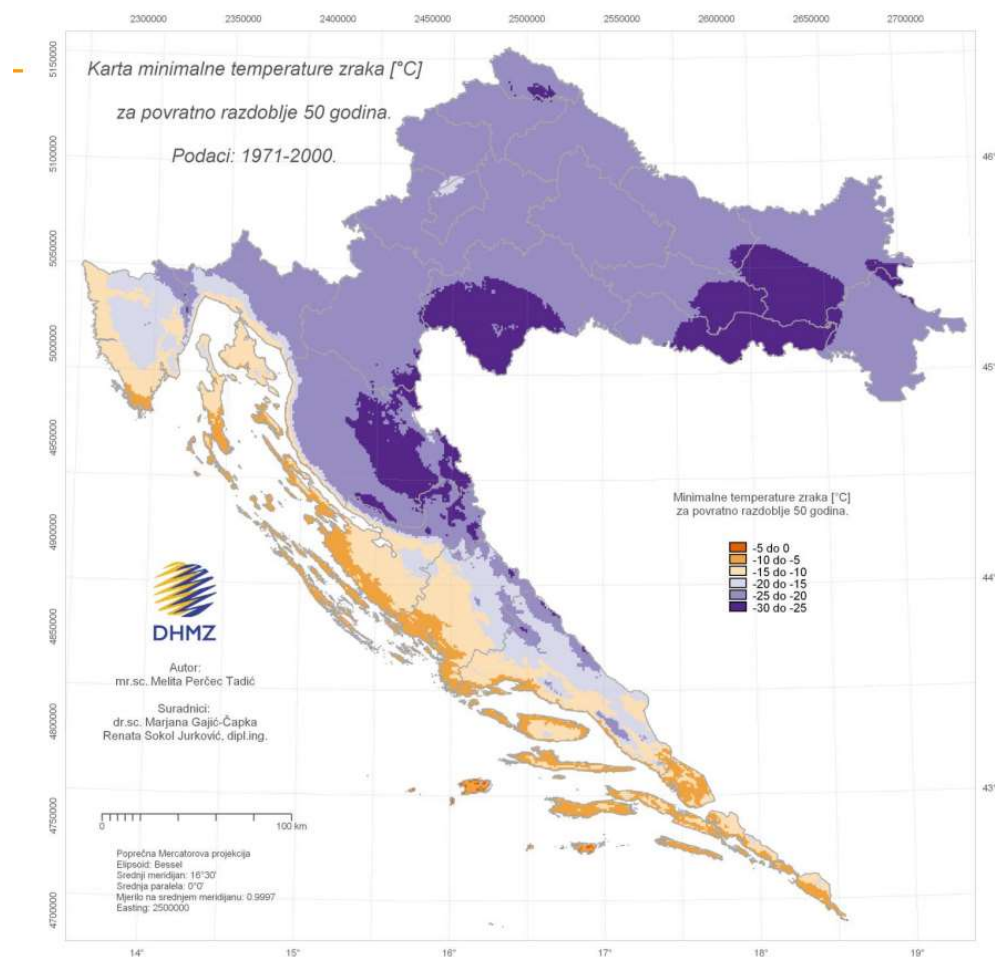 2300000 2350000 2400000 2450000 2500000 2550000 2600000 2650000 2700000
Karta minimalne temperature zraka [°C]
za povratno razdoblje 50 godina.
Podaci: 1971-2000.
5150000
5100000
5050000
5000000
4950000
4900000
4850000
4800000
4750000
4700000
46°
45°
44°
43°
Minimalne temperature zraka [°C]
za povratno razdoblje 50 godina.
-5 do 0
-10 do -5
-15 do -10
-20 do -15
-25 do -20
-30 do -25
DHMZ
Autor:
mr.sc. Melita Perčec Tadić
Suradnici:
dr.sc. Marjana Gajić-Čapka
Renata Sokol Jurković, dipl.ing.
0 100 km
Poprečna Mercatorova projekcija
Elipsoid: Bessel
Srednji meridijan: 16°30'
Srednja paralela: 0°0'
Mjerilo na srednjem meridijanu: 0.9997
Easting: 2500000
14° 15° 16° 17° 18° 19°